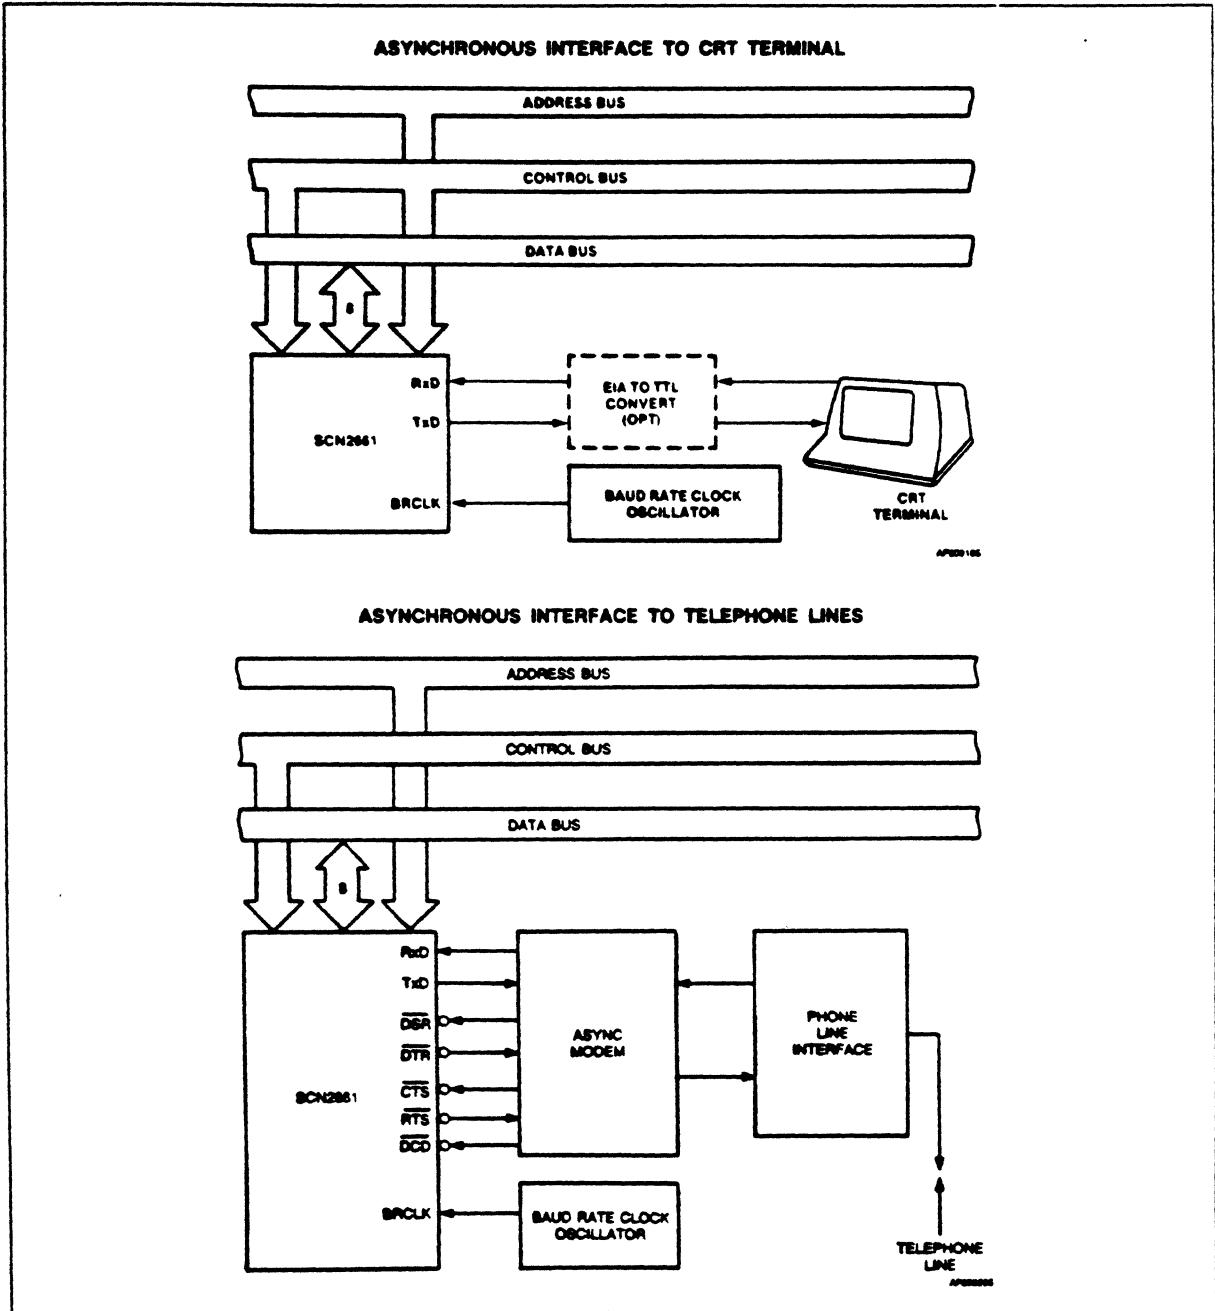 ASYNCHRONOUS INTERFACE TO CRT TERMINAL
ADDRESS BUS
CONTROL BUS
DATA BUS
8
RxD
EIA TO TTL
CONVERT
(OPT)
TxD
SCN2661
BRCLK
BAUD RATE CLOCK
OSCILLATOR
CRT
TERMINAL
ASYNCHRONOUS INTERFACE TO TELEPHONE LINES
ADDRESS BUS
CONTROL BUS
DATA BUS
8
RxD
TxD
DSR
DTR
CTS
RTS
DCD
SCN2661
BRCLK
ASYNC
MODEM
PHONE
LINE
INTERFACE
BAUD RATE CLOCK
OSCILLATOR
TELEPHONE
LINE